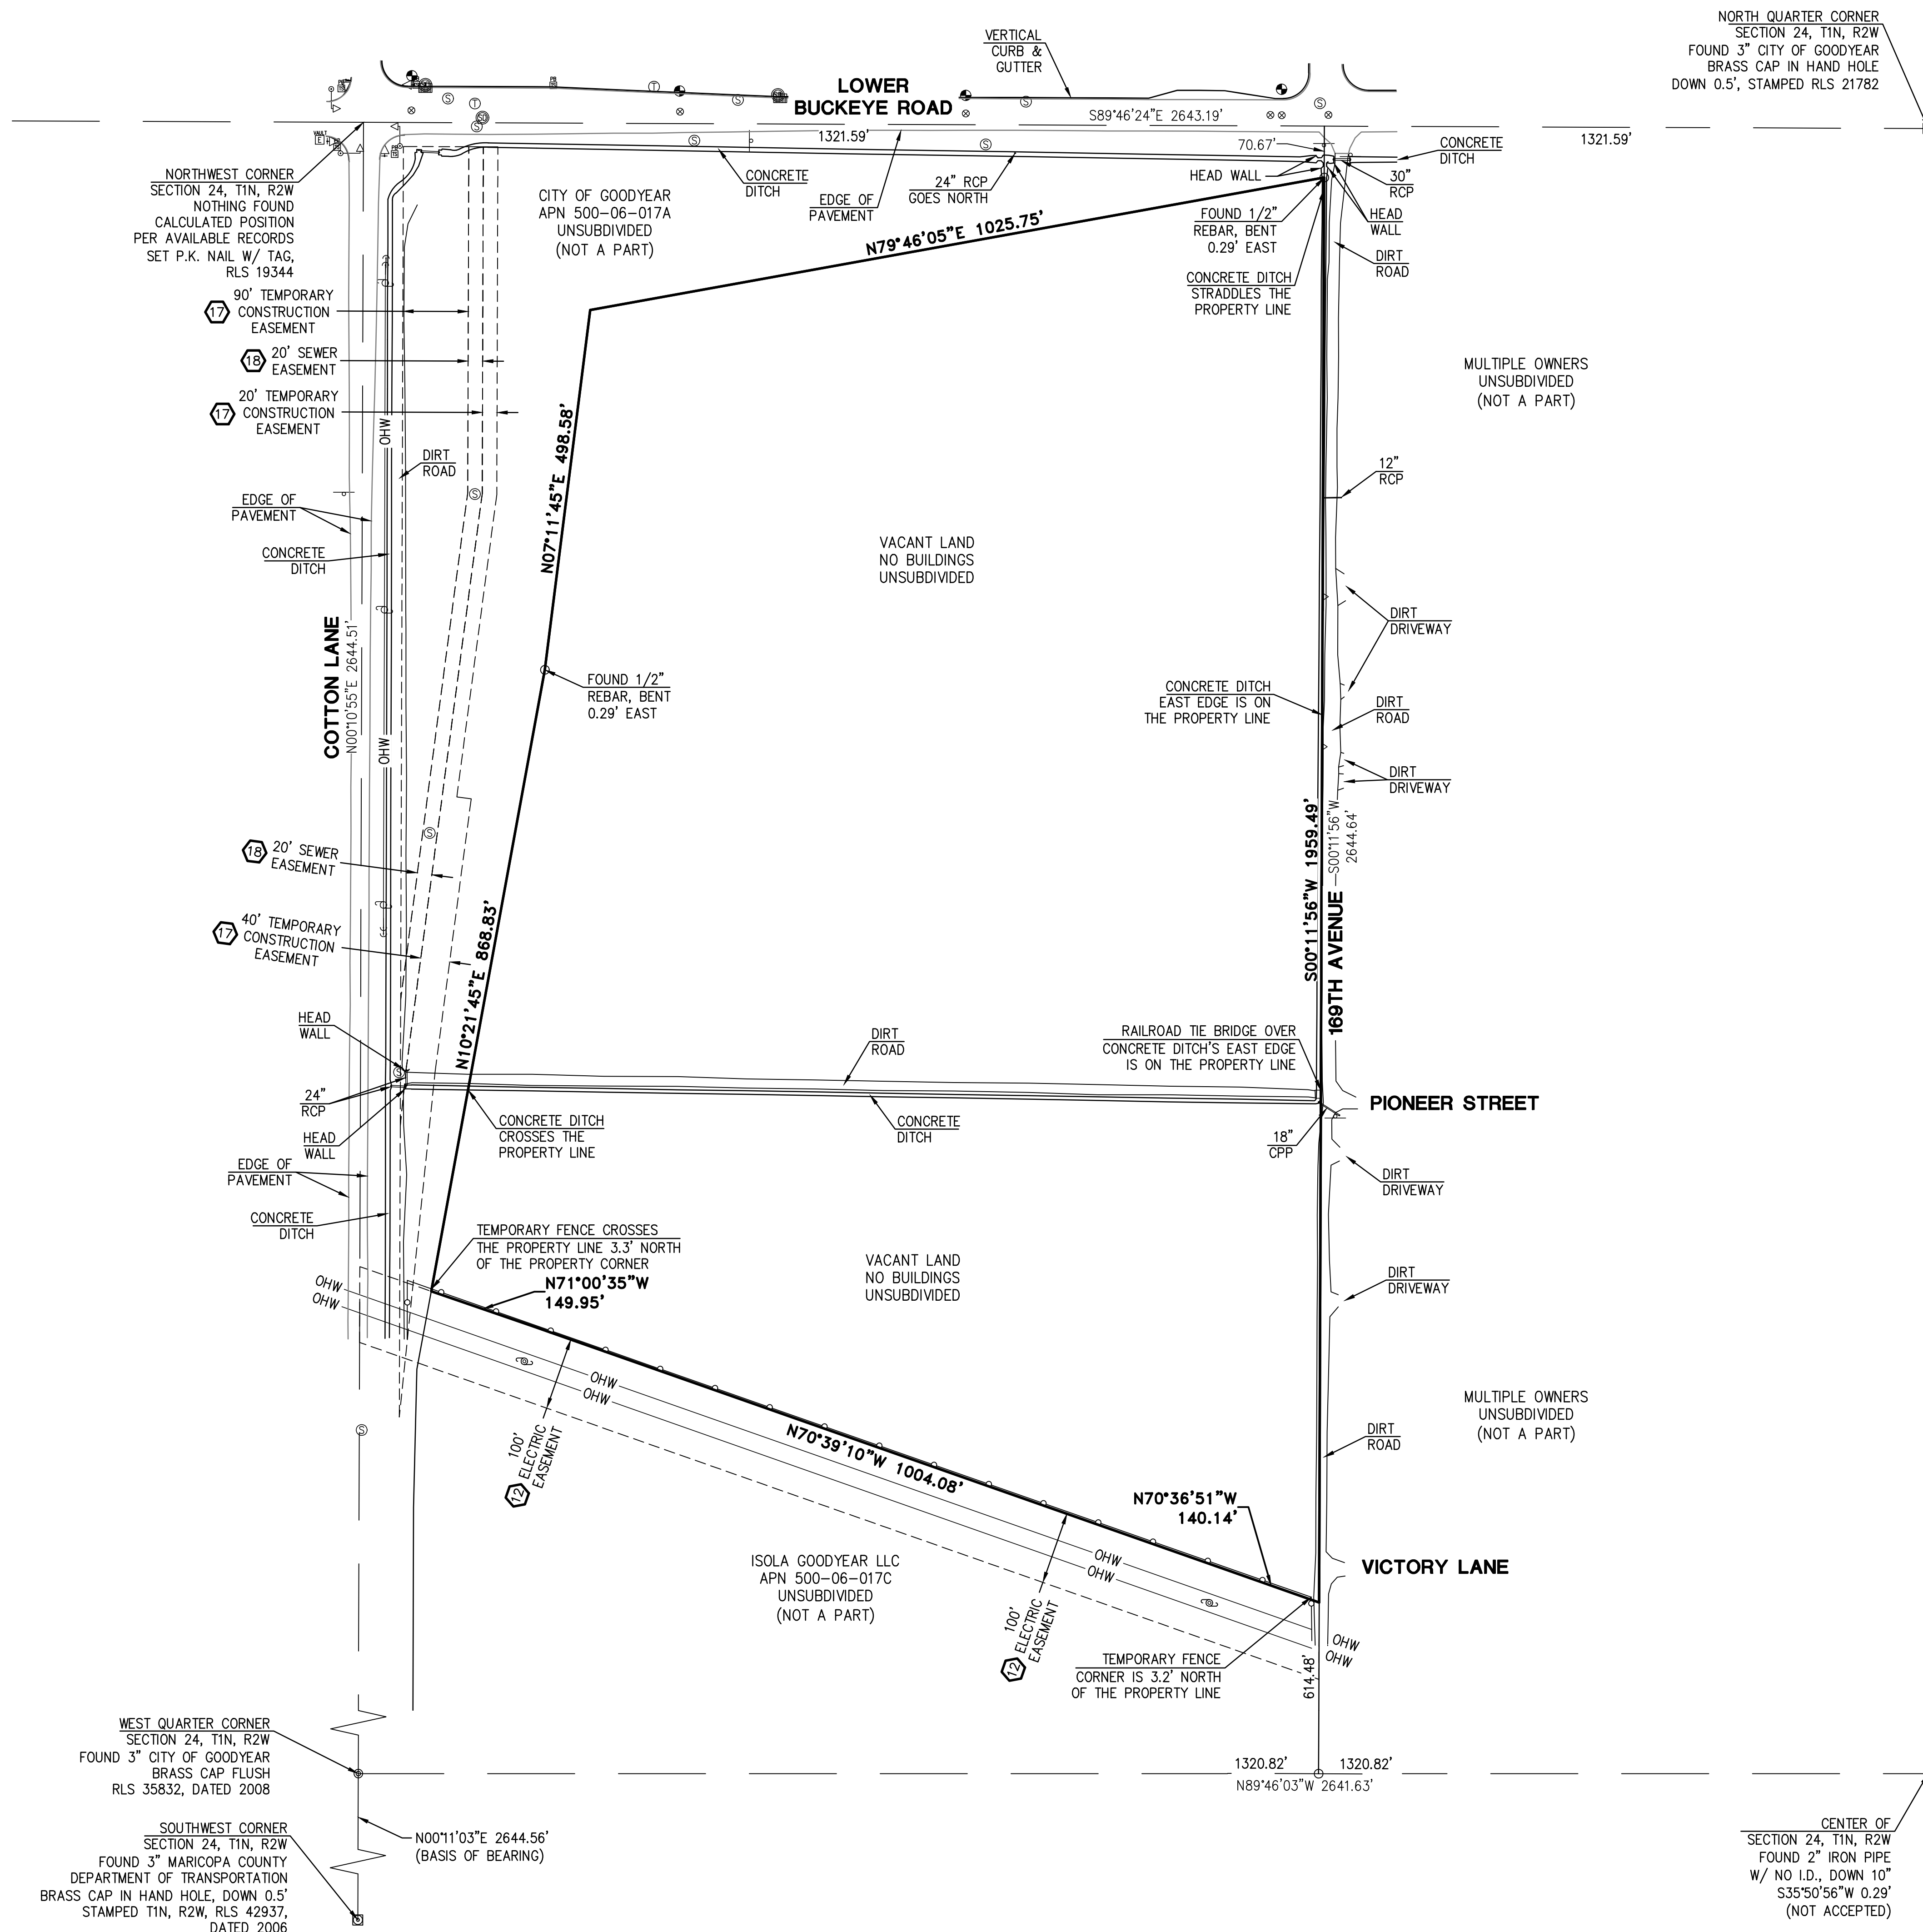 NORTH QUARTER CORNER
SECTION 24, T1N, R2W
FOUND 3" CITY OF GOODYEAR
BRASS CAP IN HAND HOLE
DOWN 0.5', STAMPED RLS 21782
VERTICAL
CURB &
GUTTER
LOWER
BUCKEYE ROAD
S89°46'24"E 2643.19'
1321.59'
1321.59'
70.67'
NORTHWEST CORNER
SECTION 24, T1N, R2W
NOTHING FOUND
CALCULATED POSITION
PER AVAILABLE RECORDS
SET P.K. NAIL W/ TAG,
RLS 19344
CITY OF GOODYEAR
APN 500-06-017A
UNSUBDIVIDED
(NOT A PART)
CONCRETE
DITCH
EDGE OF
PAVEMENT
24" RCP
GOES NORTH
HEAD WALL
CONCRETE
DITCH
30"
RCP
HEAD
WALL
DIRT
ROAD
FOUND 1/2"
REBAR, BENT
0.29' EAST
N79°46'05"E 1025.75'
CONCRETE DITCH
STRADDLES THE
PROPERTY LINE
17
90' TEMPORARY
CONSTRUCTION
EASEMENT
18
20' SEWER
EASEMENT
17
20' TEMPORARY
CONSTRUCTION
EASEMENT
MULTIPLE OWNERS
UNSUBDIVIDED
(NOT A PART)
OHW
N07°11'45"E 498.58'
DIRT
ROAD
12"
RCP
EDGE OF
PAVEMENT
CONCRETE
DITCH
VACANT LAND
NO BUILDINGS
UNSUBDIVIDED
DIRT
DRIVEWAY
COTTON LANE
N00°10'55"E 2644.51'
OHW
FOUND 1/2"
REBAR, BENT
0.29' EAST
CONCRETE DITCH
EAST EDGE IS ON
THE PROPERTY LINE
DIRT
ROAD
DIRT
DRIVEWAY
S00°11'56"W 1959.49'
S00°11'56"W
2644.64'
169TH AVENUE
18
20' SEWER
EASEMENT
17
40' TEMPORARY
CONSTRUCTION
EASEMENT
N10°21'45"E 868.83'
HEAD
WALL
24"
RCP
HEAD
WALL
DIRT
ROAD
RAILROAD TIE BRIDGE OVER
CONCRETE DITCH'S EAST EDGE
IS ON THE PROPERTY LINE
PIONEER STREET
CONCRETE DITCH
CROSSES THE
PROPERTY LINE
CONCRETE
DITCH
18"
CPP
EDGE OF
PAVEMENT
DIRT
DRIVEWAY
CONCRETE
DITCH
TEMPORARY FENCE CROSSES
THE PROPERTY LINE 3.3' NORTH
OF THE PROPERTY CORNER
N71°00'35"W
149.95'
VACANT LAND
NO BUILDINGS
UNSUBDIVIDED
DIRT
DRIVEWAY
OHW
OHW
OHW
OHW
100'
ELECTRIC
EASEMENT
12
N70°39'10"W 1004.08'
MULTIPLE OWNERS
UNSUBDIVIDED
(NOT A PART)
DIRT
ROAD
N70°36'51"W
140.14'
ISOLA GOODYEAR LLC
APN 500-06-017C
UNSUBDIVIDED
(NOT A PART)
OHW
OHW
VICTORY LANE
100'
ELECTRIC
EASEMENT
12
OHW
OHW
TEMPORARY FENCE
CORNER IS 3.2' NORTH
OF THE PROPERTY LINE
614.48'
WEST QUARTER CORNER
SECTION 24, T1N, R2W
FOUND 3" CITY OF GOODYEAR
BRASS CAP FLUSH
RLS 35832, DATED 2008
1320.82'
1320.82'
N89°46'03"W 2641.63'
N00°11'03"E 2644.56'
(BASIS OF BEARING)
SOUTHWEST CORNER
SECTION 24, T1N, R2W
FOUND 3" MARICOPA COUNTY
DEPARTMENT OF TRANSPORTATION
BRASS CAP IN HAND HOLE, DOWN 0.5'
STAMPED T1N, R2W, RLS 42937,
DATED 2006
CENTER OF
SECTION 24, T1N, R2W
FOUND 2" IRON PIPE
W/ NO I.D., DOWN 10"
S35°50'56"W 0.29'
(NOT ACCEPTED)